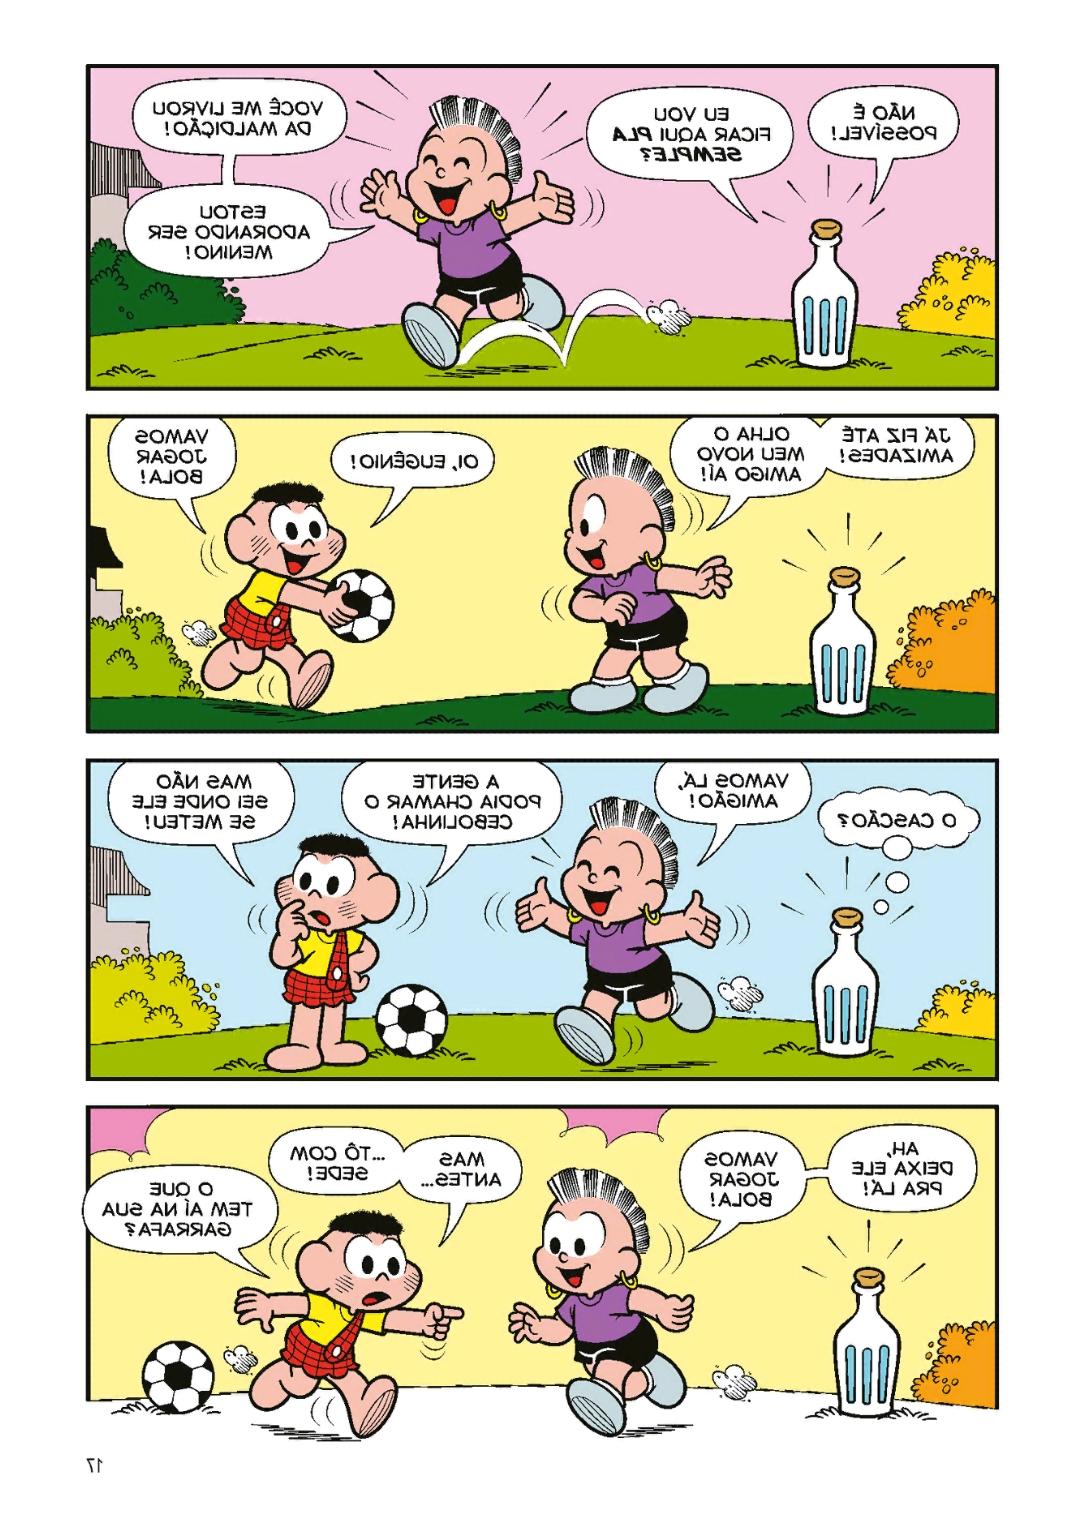 NÃO É
POSSÍVEL!
EU VOU
FICAR AQUI PLA
SEMPLE?
VOCÊ ME LIVROU
DA MALDIÇÃO!
ESTOU
ADORANDO SER
MENINO!
JÁ FIZ ATÉ
AMIZADES!
OLHA O
MEU NOVO
AMIGO AÍ!
OI, EUGÊNIO!
VAMOS
JOGAR
BOLA!
O CASCÃO?
VAMOS LÁ,
AMIGÃO!
A GENTE
PODIA CHAMAR O
CEBOLINHA!
MAS NÃO
SEI ONDE ELE
SE METEU!
AH,
DEIXA ELE
PRA LÁ!
VAMOS
JOGAR
BOLA!
MAS
ANTES...
...TÔ COM
SEDE!
O QUE
TEM AÍ NA SUA
GARRAFA?
17